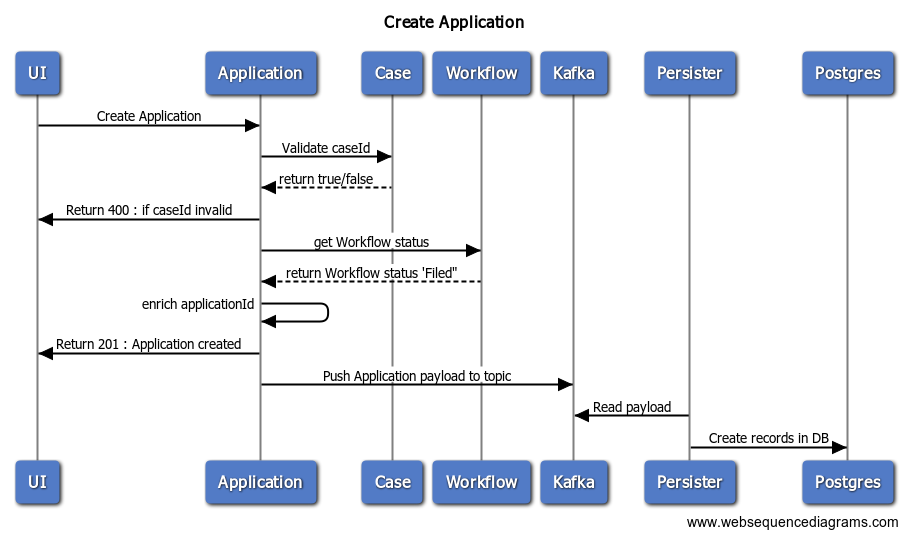 Create Application
UI Application Case Workflow Kafka Persister Postgres
Create Application
Validate caseId
return true/false
Return 400 : if caseId invalid
get Workflow status
return Workflow status 'Filed"
enrich applicationId
Return 201 : Application created
Push Application payload to topic
Read payload
Create records in DB
UI Application Case Workflow Kafka Persister Postgres
www.websequencediagrams.com